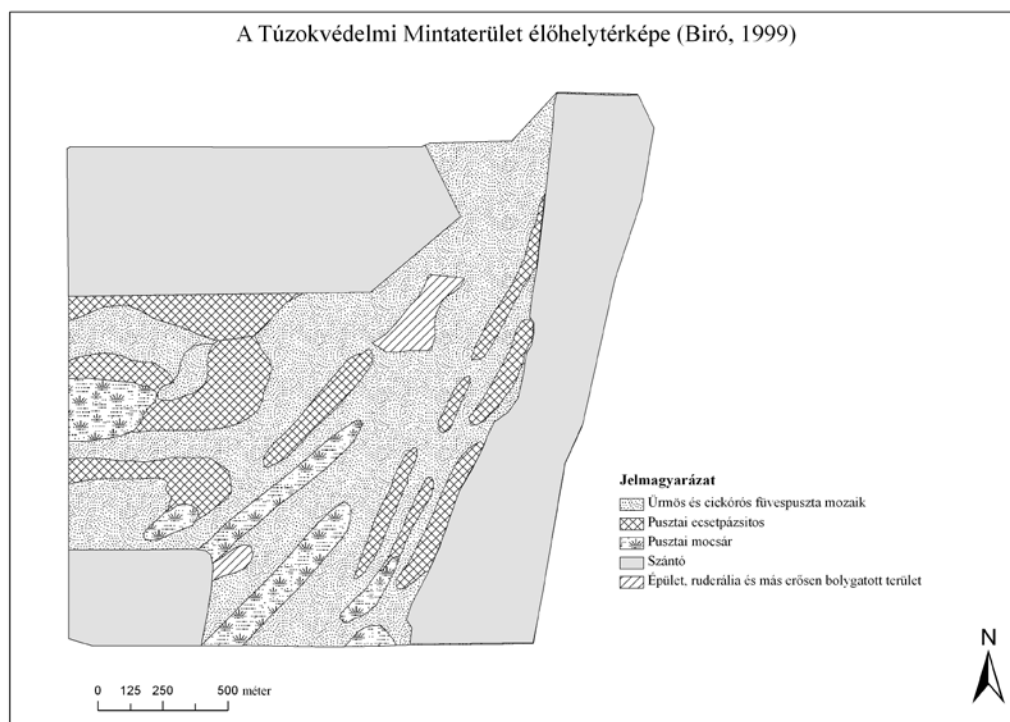 A Túzokvédelmi Mintaterület élőhelytérképe (Biró, 1999)
Jelmagyarázat
Ürmös és cickórós füvespuszta mozaik
Pusztai ecsetpázsitos
Pusztai mocsár
Szántó
Épület, ruderália és más erősen bolygatott terület
N
0 125 250 500 méter